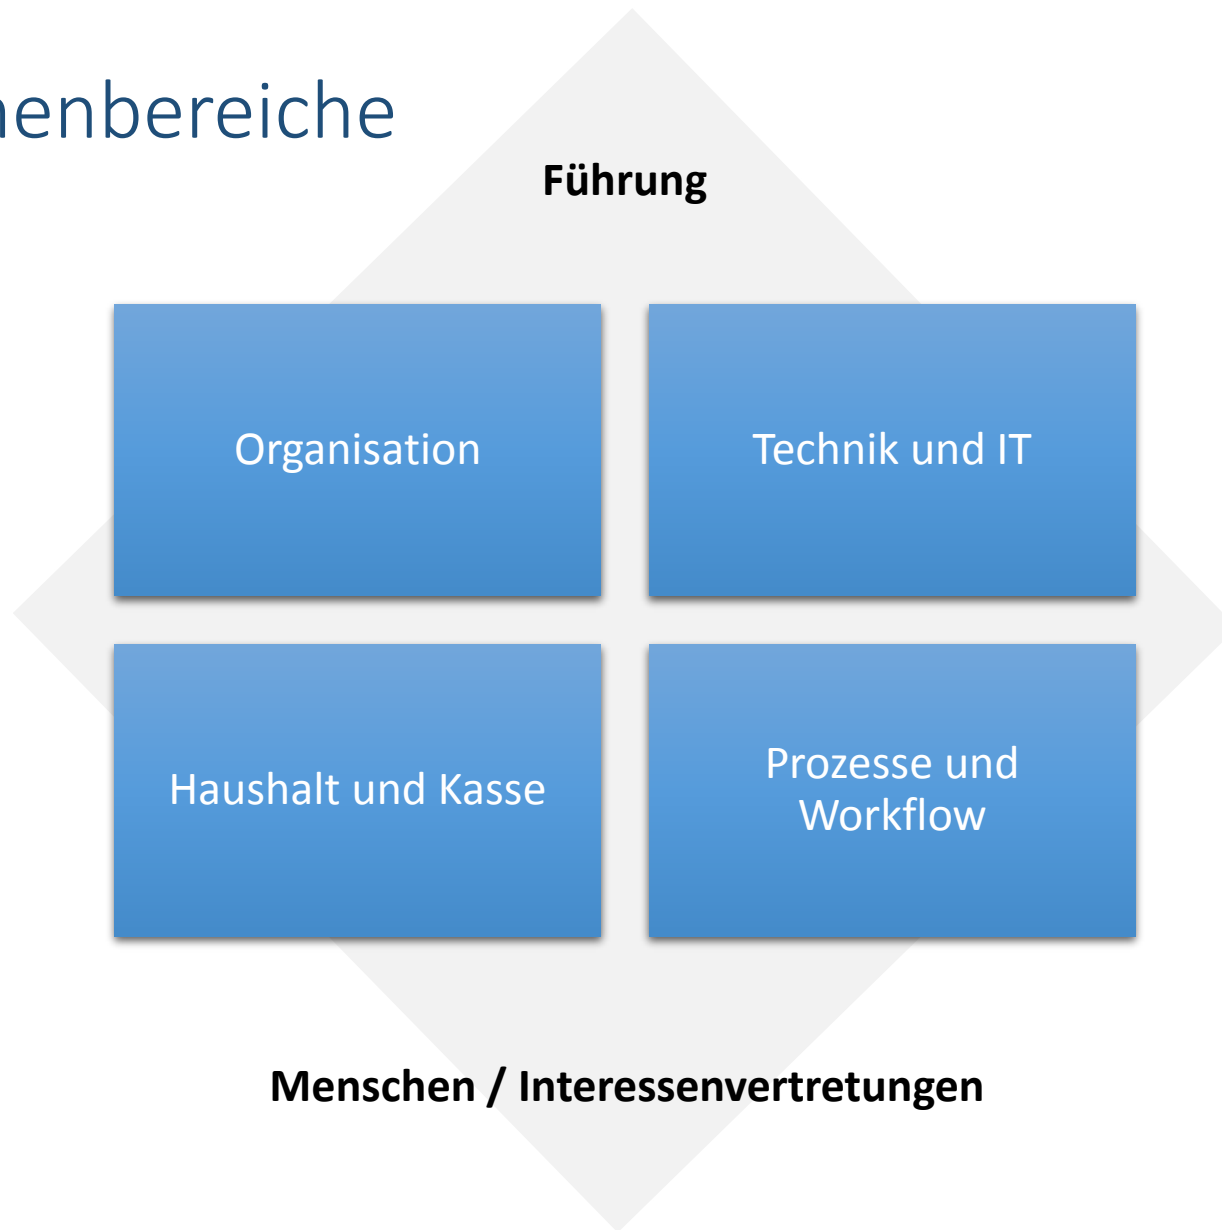 enbereiche
Führung
Organisation
Technik und IT
Haushalt und Kasse
Prozesse und
Workflow
Menschen / Interessenvertretungen